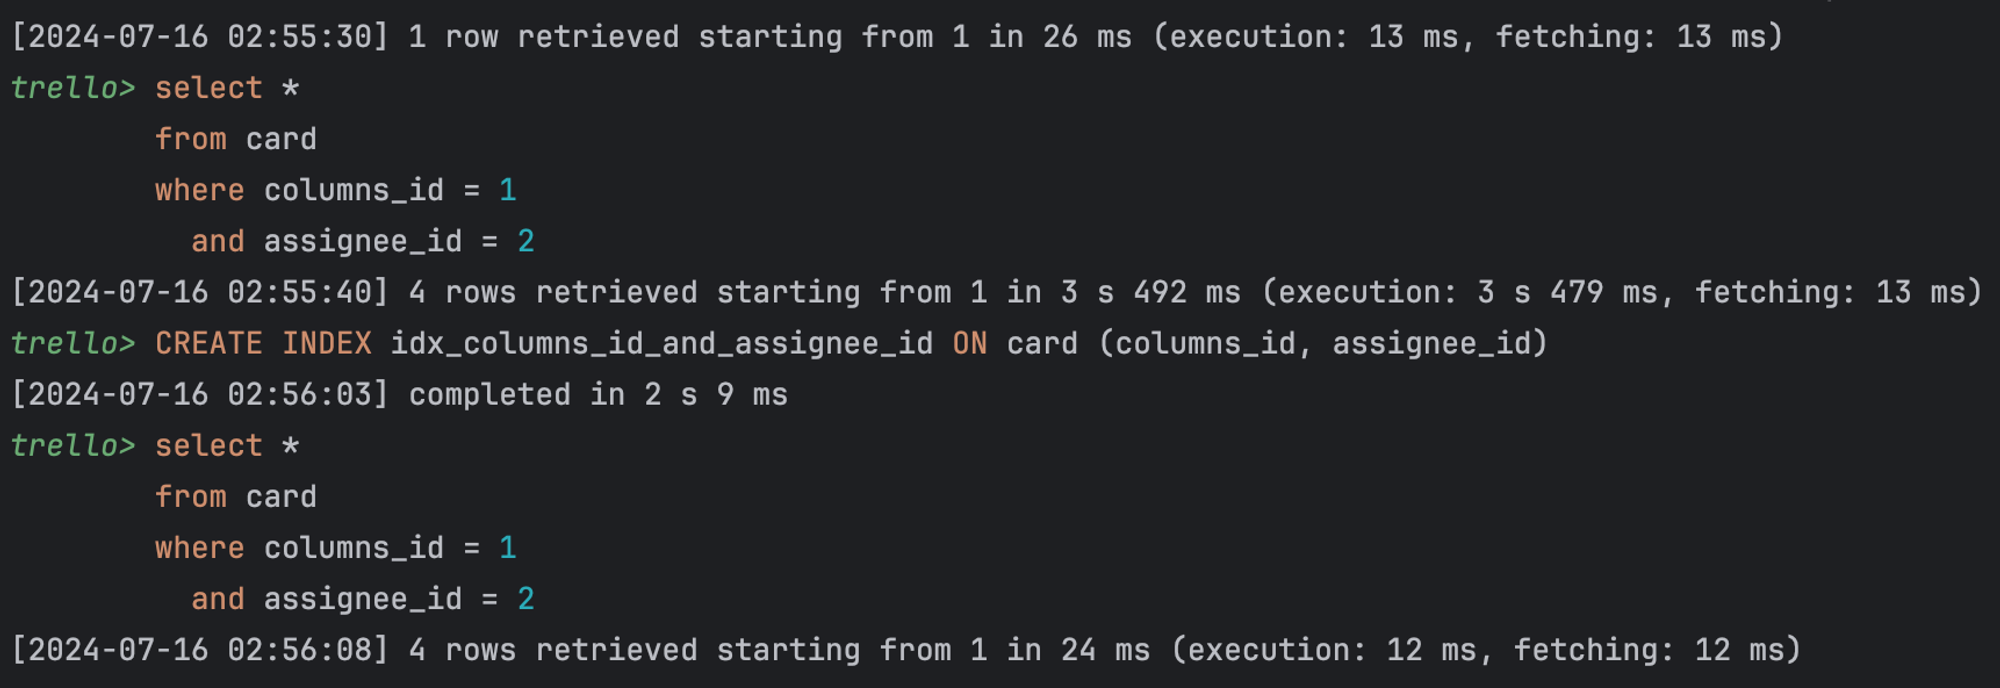 [2024-07-16 02:55:30] 1 row retrieved starting from 1 in 26 ms (execution: 13 ms, fetching: 13 ms)
trello> select *
        from card
        where columns_id = 1
          and assignee_id = 2
[2024-07-16 02:55:40] 4 rows retrieved starting from 1 in 3 s 492 ms (execution: 3 s 479 ms, fetching: 13 ms)
trello> CREATE INDEX idx_columns_id_and_assignee_id ON card (columns_id, assignee_id)
[2024-07-16 02:56:03] completed in 2 s 9 ms
trello> select *
        from card
        where columns_id = 1
          and assignee_id = 2
[2024-07-16 02:56:08] 4 rows retrieved starting from 1 in 24 ms (execution: 12 ms, fetching: 12 ms)